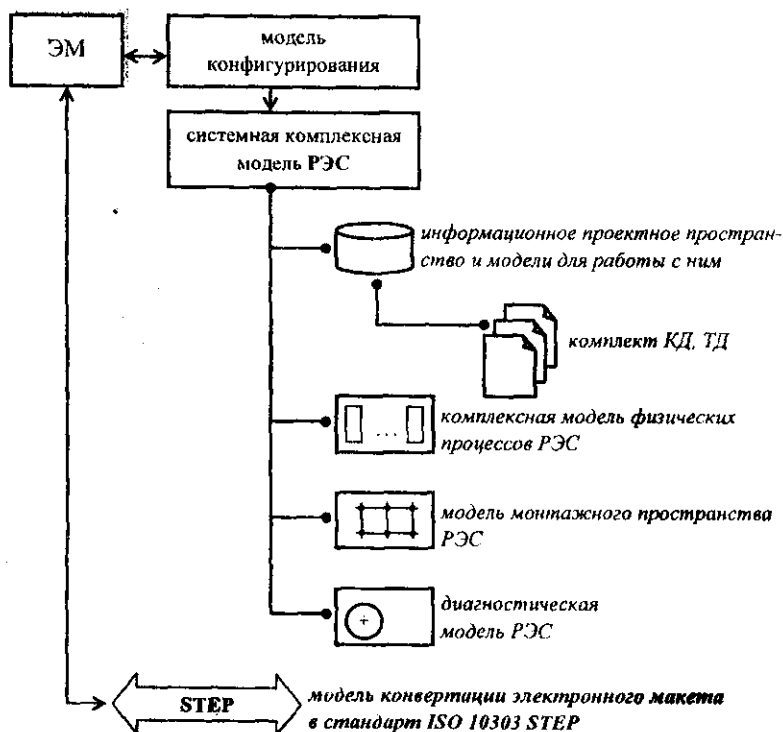 ЭМ
модель
конфигурирования
системная комплексная
модель РЭС
информационное проектное простран-
ство и модели для работы с ним
комплект КД, ТД
...
комплексная модель физических
процессов РЭС
модель монтажного пространства
РЭС
диагностическая
модель РЭС
STEP
модель конвертации электронного макета
в стандарт ISO 10303 STEP